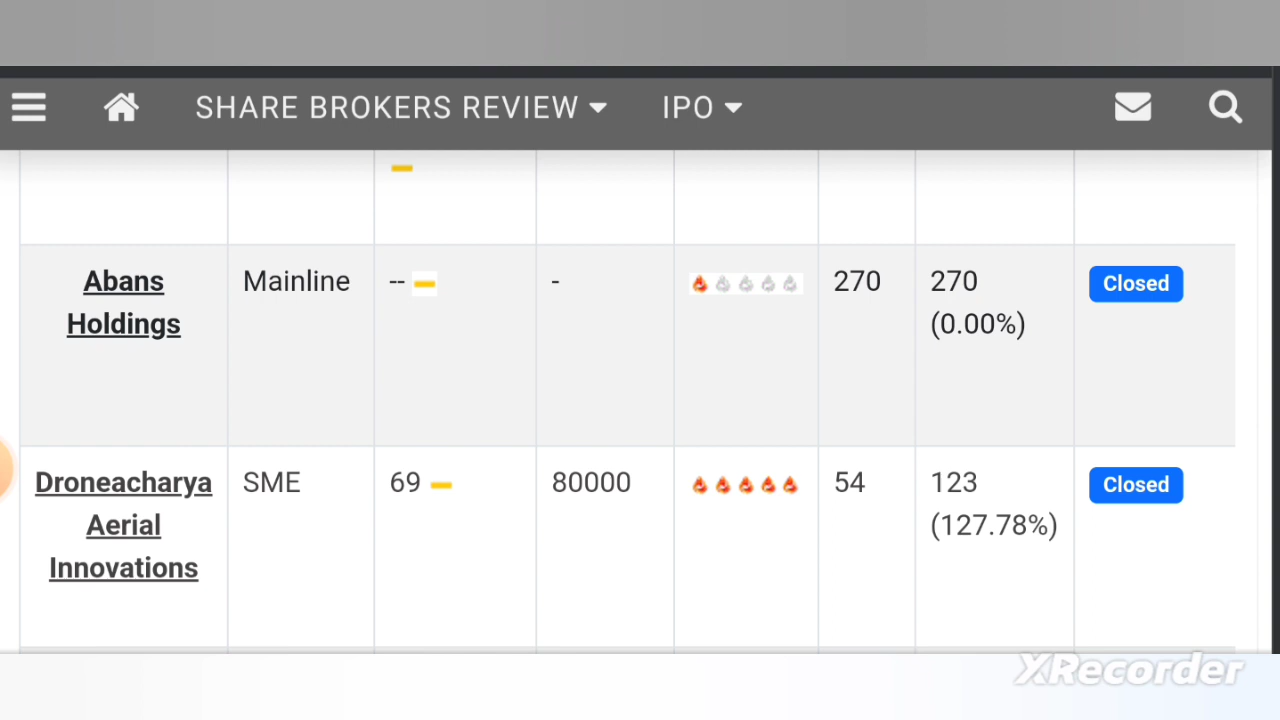 SHARE BROKERS REVIEW IPO
Abans Holdings Mainline -- - 270 270 (0.00%) Closed
Droneacharya Aerial Innovations SME 69 80000 54 123 (127.78%) Closed
XRecorder